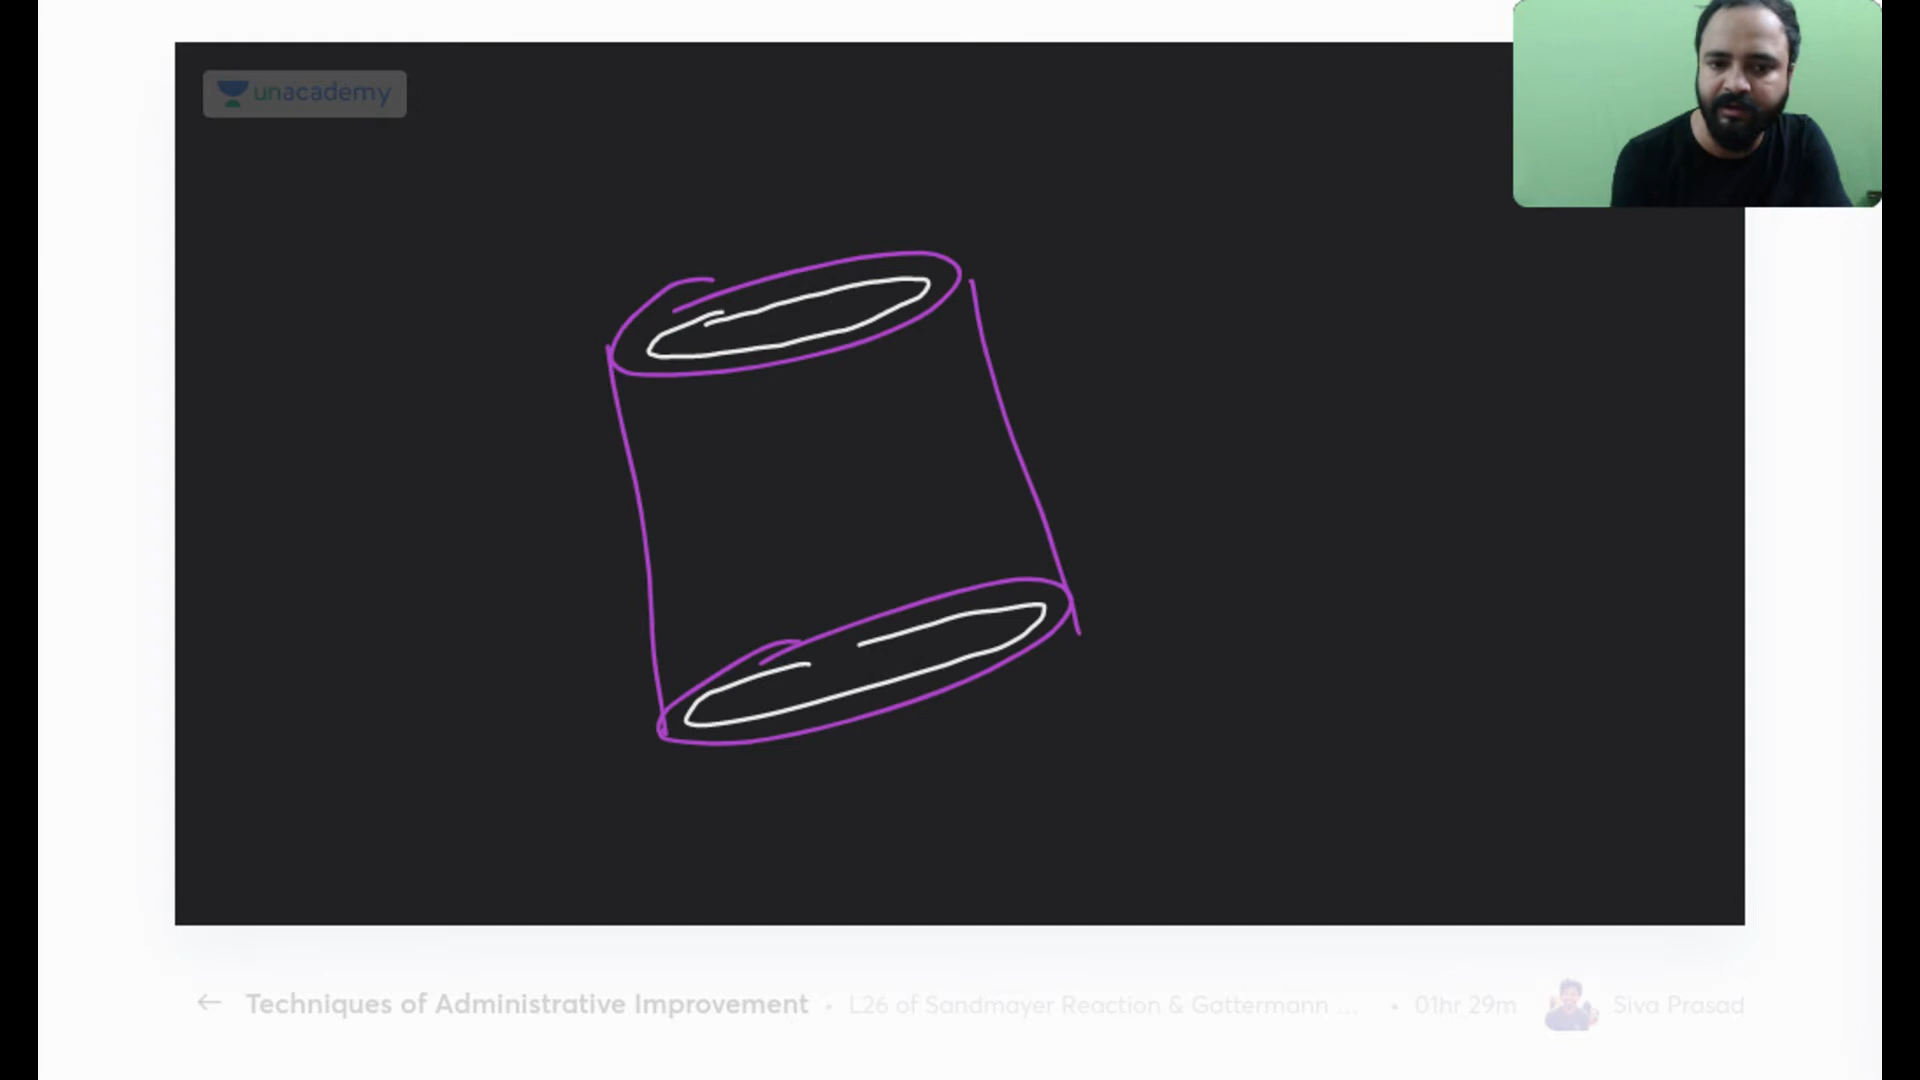 unacademy
← Techniques of Administrative Improvement • L26 of Sandmayer Reaction & Gattermann ... • 01hr 29m Siva Prasad